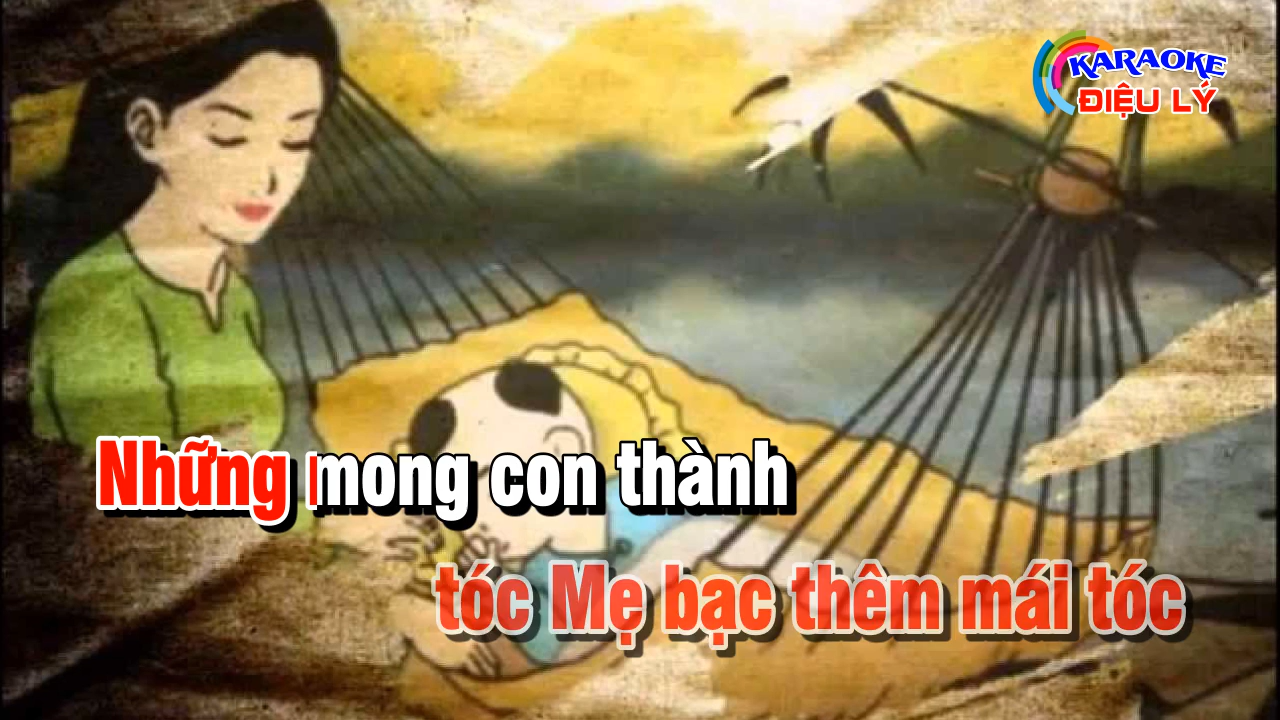 KARAOKE
ĐIỆU LÝ
Những mong con thành
tóc Mẹ bạc thêm mái tóc